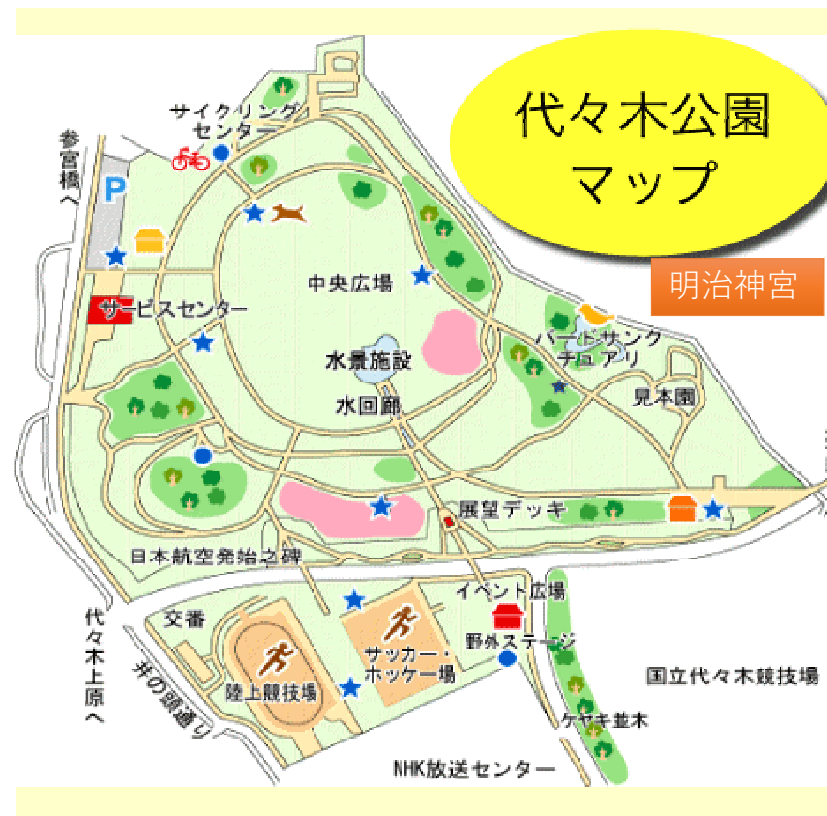 代々木公園
マップ
明治神宮
サイクリング
センター
参宮橋へ
P
中央広場
サービスセンター
水景施設
水回廊
バードサンク
チュアリ
見本園
展望デッキ
日本航空発始之碑
イベント広場
交番
野外ステージ
サッカー・
ホッケー場
陸上競技場
代々木上原へ
井の頭通り
国立代々木競技場
ケヤキ並木
NHK放送センター